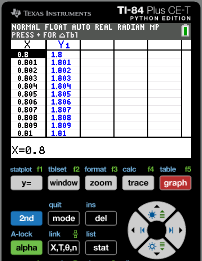 TEXAS INSTRUMENTS TI-84 Plus CE-T
PYTHON EDITION
NORMAL FLOAT AUTO REAL RADIAN MP
PRESS + FOR △Tbl
X Y1
0.8 1.8
0.801 1.801
0.802 1.802
0.803 1.803
0.804 1.804
0.805 1.805
0.806 1.806
0.807 1.807
0.808 1.808
0.809 1.809
0.81 1.81
X=0.8
statplot f1 tblset f2 format f3 calc f4 table f5
y= window zoom trace graph
quit ins
2nd mode del
A-lock link list
alpha X,T,θ,n stat